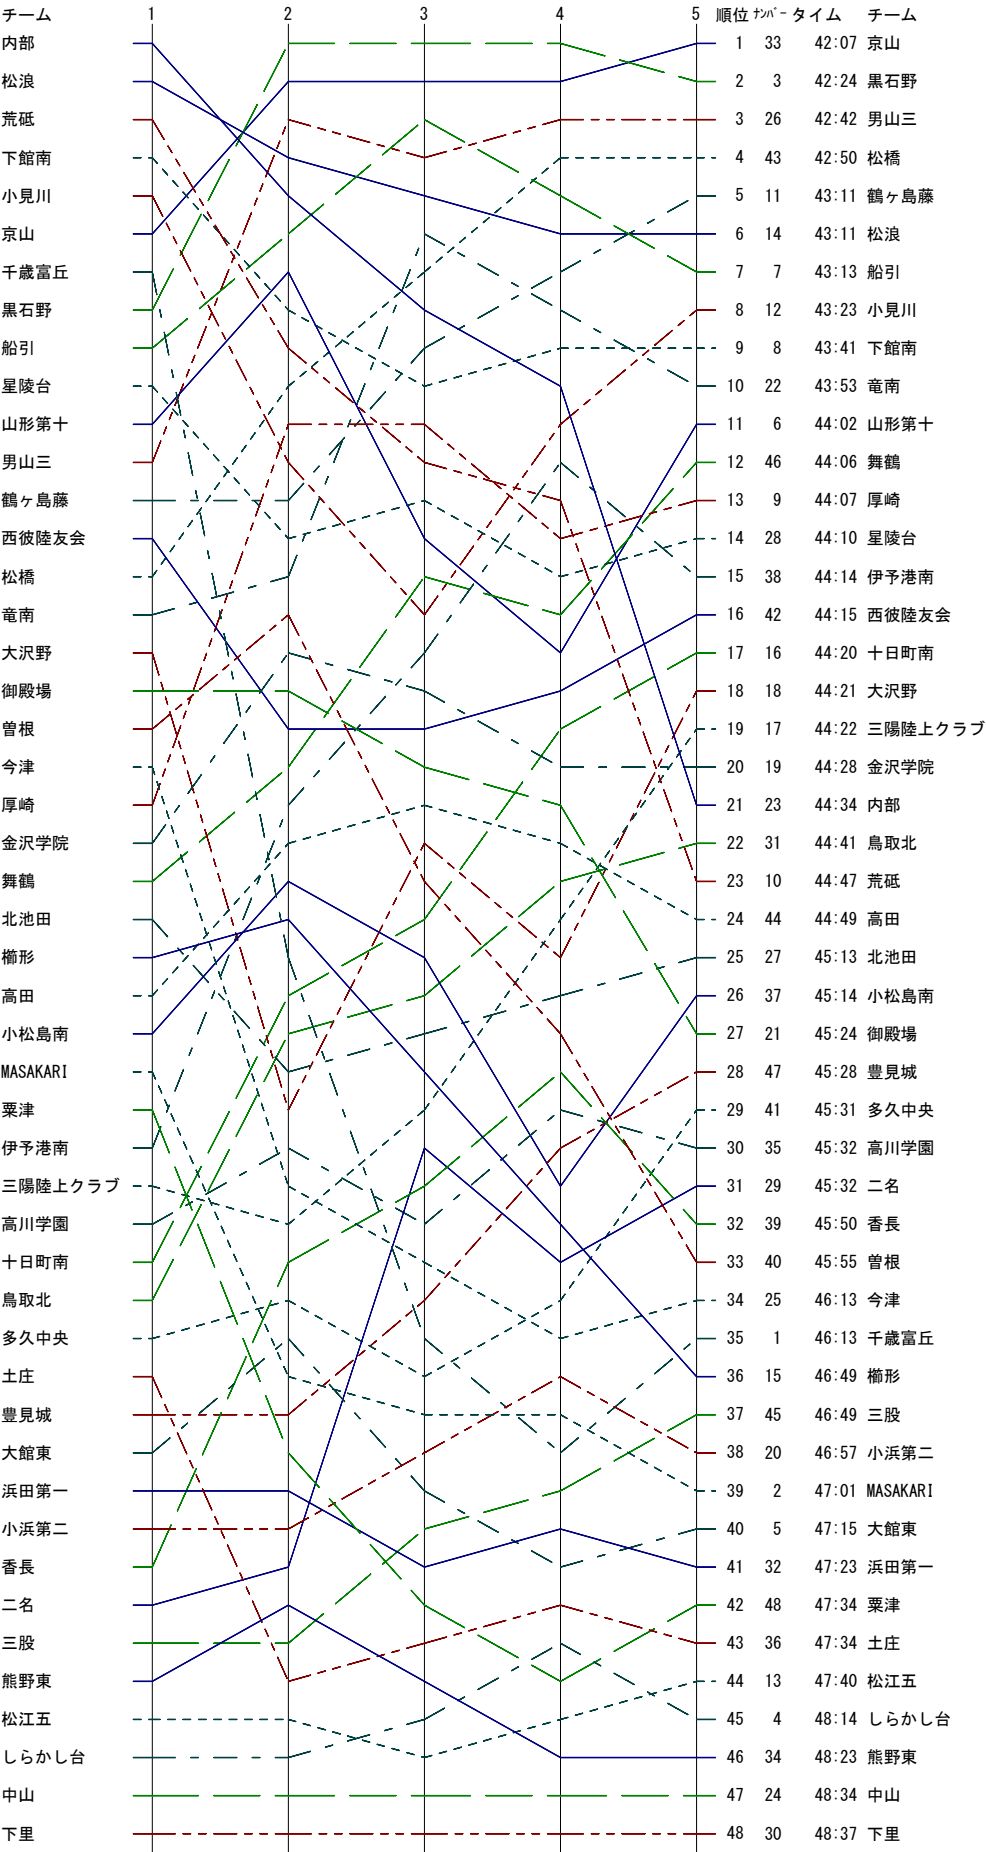 チーム 1 2 3 4 5 順位 ﾅﾝﾊﾞｰ タイム チーム
内部 1 33 42:07 京山
松浪 2 3 42:24 黒石野
荒砥 3 26 42:42 男山三
下館南 4 43 42:50 松橋
小見川 5 11 43:11 鶴ヶ島藤
京山 6 14 43:11 松浪
千歳富丘 7 7 43:13 船引
黒石野 8 12 43:23 小見川
船引 9 8 43:41 下館南
星陵台 10 22 43:53 竜南
山形第十 11 6 44:02 山形第十
男山三 12 46 44:06 舞鶴
鶴ヶ島藤 13 9 44:07 厚崎
西彼陸友会 14 28 44:10 星陵台
松橋 15 38 44:14 伊予港南
竜南 16 42 44:15 西彼陸友会
大沢野 17 16 44:20 十日町南
御殿場 18 18 44:21 大沢野
曽根 19 17 44:22 三陽陸上クラブ
今津 20 19 44:28 金沢学院
厚崎 21 23 44:34 内部
金沢学院 22 31 44:41 鳥取北
舞鶴 23 10 44:47 荒砥
北池田 24 44 44:49 高田
櫛形 25 27 45:13 北池田
高田 26 37 45:14 小松島南
小松島南 27 21 45:24 御殿場
MASAKARI 28 47 45:28 豊見城
粟津 29 41 45:31 多久中央
伊予港南 30 35 45:32 高川学園
三陽陸上クラブ 31 29 45:32 二名
高川学園 32 39 45:50 香長
十日町南 33 40 45:55 曽根
鳥取北 34 25 46:13 今津
多久中央 35 1 46:13 千歳富丘
土庄 36 15 46:49 櫛形
豊見城 37 45 46:49 三股
大館東 38 20 46:57 小浜第二
浜田第一 39 2 47:01 MASAKARI
小浜第二 40 5 47:15 大館東
香長 41 32 47:23 浜田第一
二名 42 48 47:34 粟津
三股 43 36 47:34 土庄
熊野東 44 13 47:40 松江五
松江五 45 4 48:14 しらかし台
しらかし台 46 34 48:23 熊野東
中山 47 24 48:34 中山
下里 48 30 48:37 下里